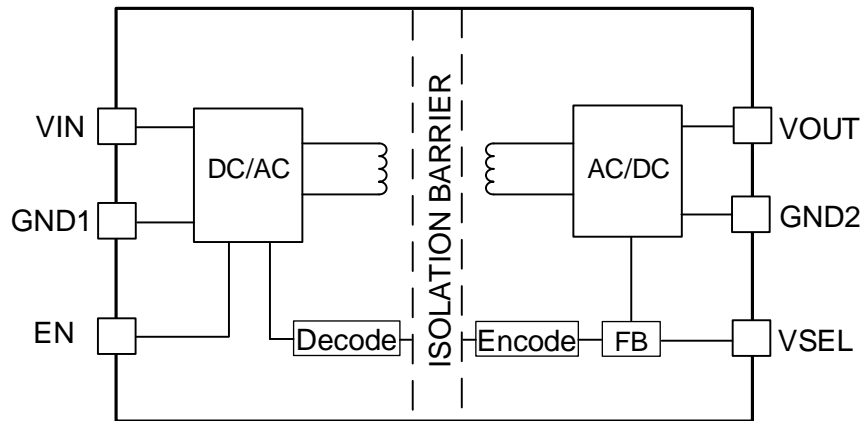 VIN
DC/AC
AC/DC
VOUT
GND1
GND2
ISOLATION BARRIER
EN
Decode
Encode
FB
VSEL